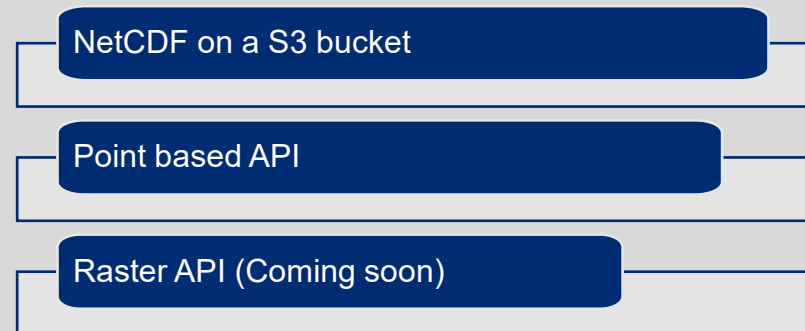 NetCDF on a S3 bucket
Point based API
Raster API (Coming soon)